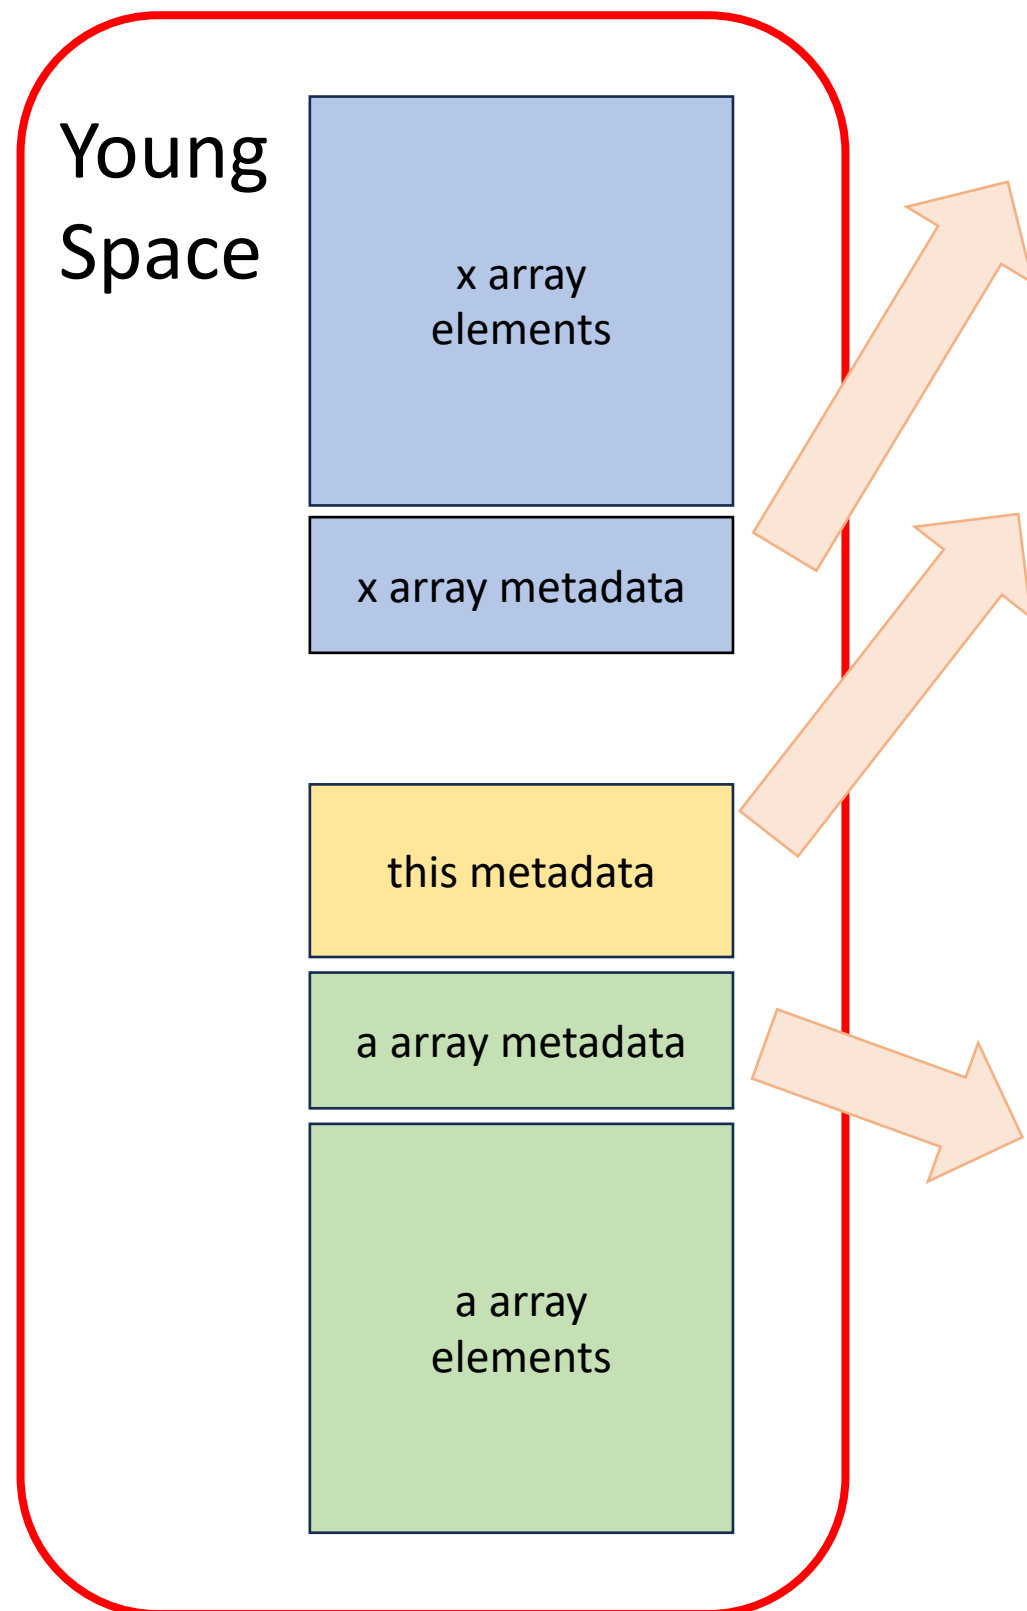 Young
Space
x array
elements
x array metadata
this metadata
a array metadata
a array
elements